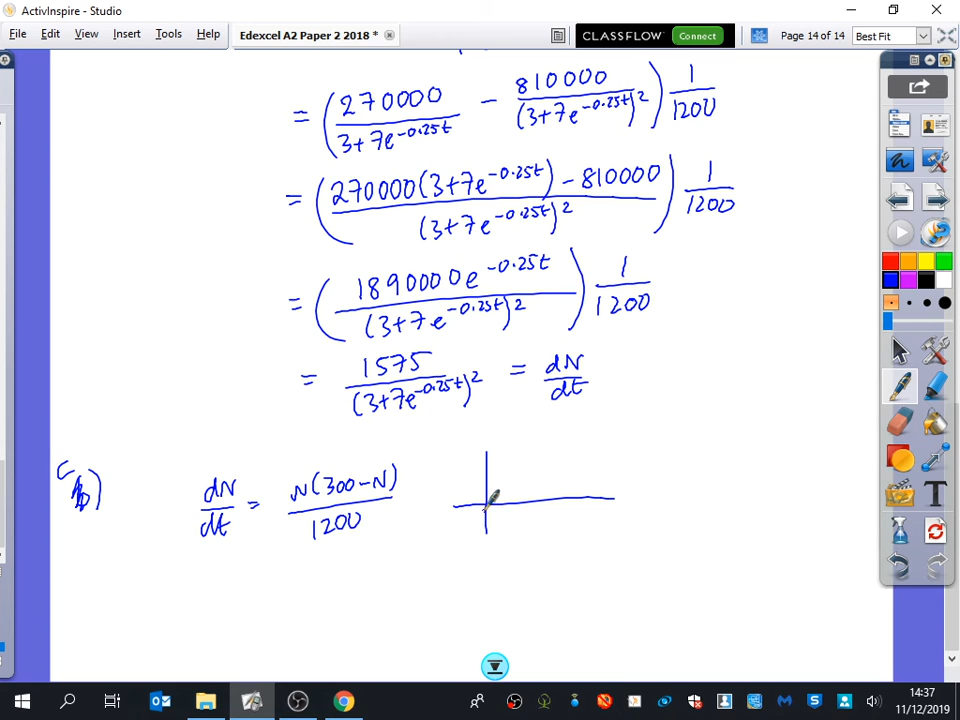 ActivInspire - Studio
File Edit View Insert Tools Help Edexcel A2 Paper 2 2018 * CLASSFLOW Connect Page 14 of 14 Best Fit
= (270000/(3+7e^-0.25t) - 810000/(3+7e^-0.25t)^2) 1/1200
= (270000(3+7e^-0.25t) - 810000/(3+7e^-0.25t)^2) 1/1200
= (1890000e^-0.25t/(3+7e^-0.25t)^2) 1/1200
= 1575/(3+7e^-0.25t)^2 = dN/dt
dN/dt = N(300-N)/1200
T
14:37
11/12/2019